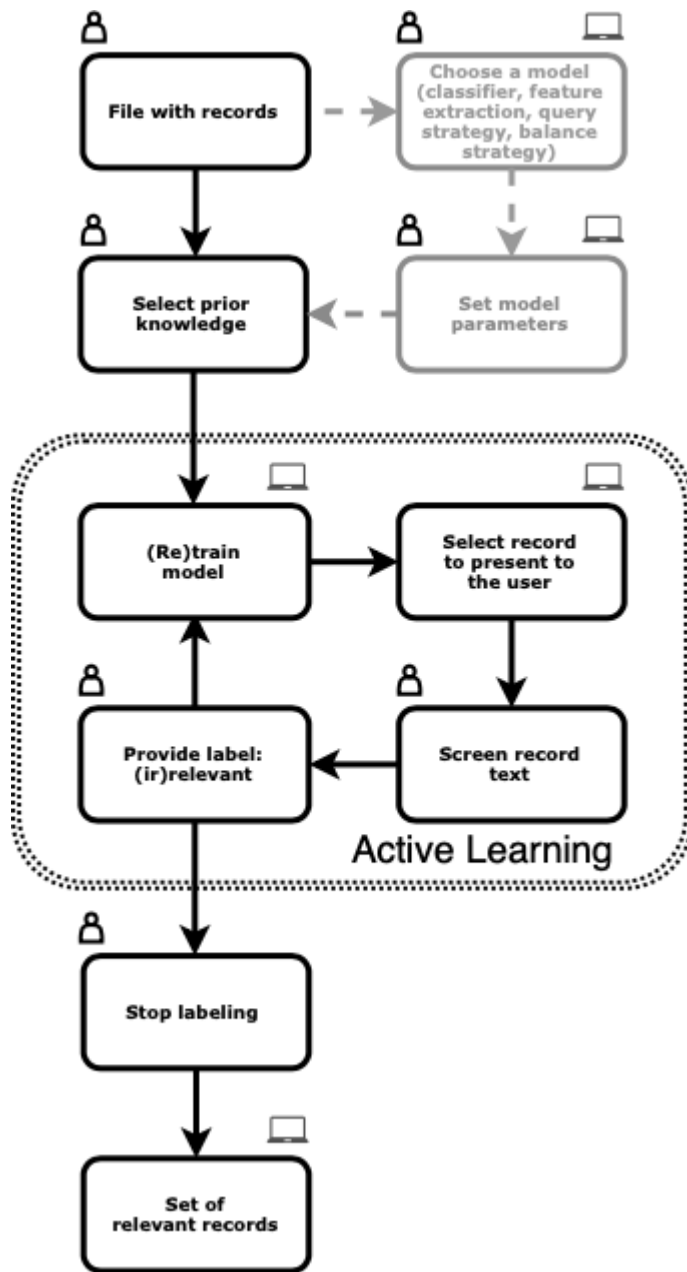 File with records
Choose a model
(classifier, feature
extraction, query
strategy, balance
strategy)
Select prior
knowledge
Set model
parameters
(Re)train
model
Select record
to present to
the user
Provide label:
(ir)relevant
Screen record
text
Active Learning
Stop labeling
Set of
relevant records